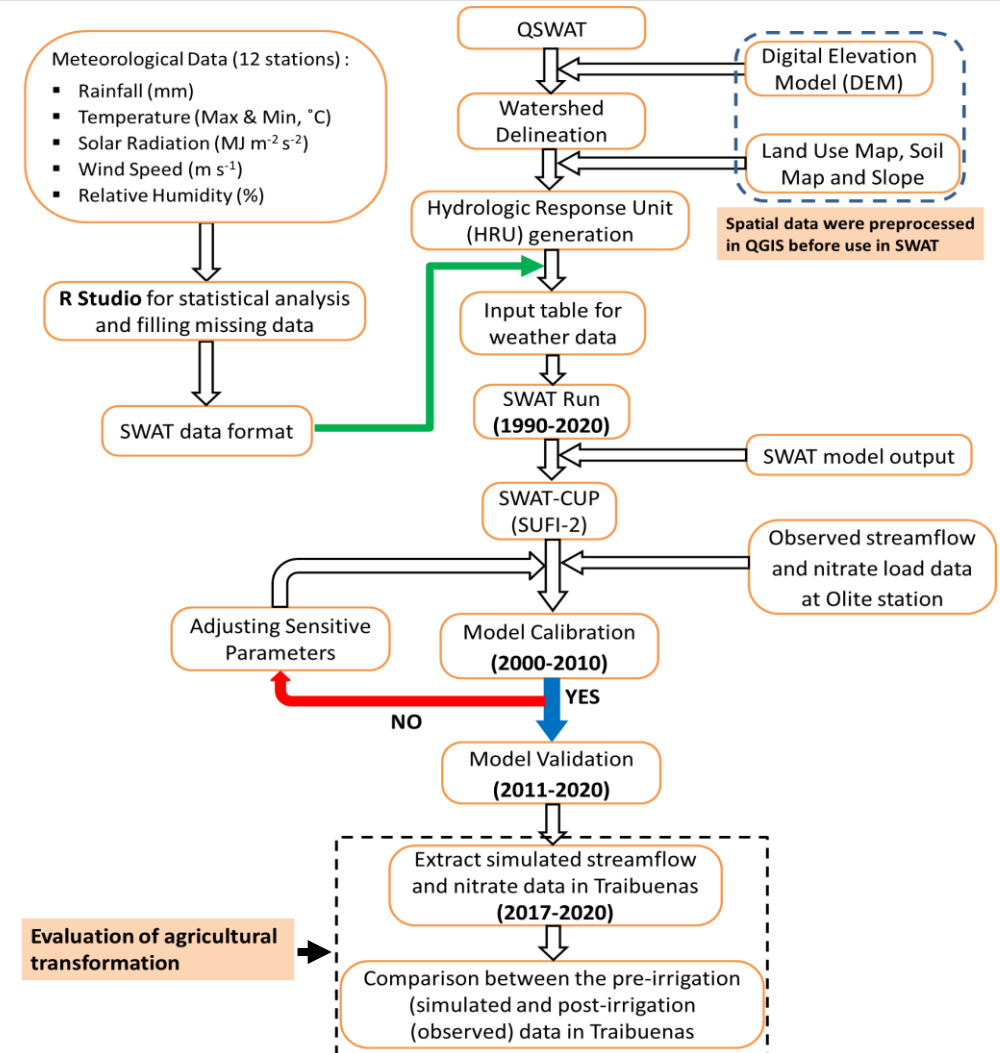 Meteorological Data (12 stations) :
▪ Rainfall (mm)
▪ Temperature (Max & Min, ˚C)
▪ Solar Radiation (MJ m⁻² s⁻²)
▪ Wind Speed (m s⁻¹)
▪ Relative Humidity (%)
R Studio for statistical analysis
and filling missing data
SWAT data format
QSWAT
Digital Elevation
Model (DEM)
Watershed
Delineation
Land Use Map, Soil
Map and Slope
Spatial data were preprocessed
in QGIS before use in SWAT
Hydrologic Response Unit
(HRU) generation
Input table for
weather data
SWAT Run
(1990-2020)
SWAT model output
SWAT-CUP
(SUFI-2)
Observed streamflow
and nitrate load data
at Olite station
Adjusting Sensitive
Parameters
Model Calibration
(2000-2010)
YES
NO
Model Validation
(2011-2020)
Extract simulated streamflow
and nitrate data in Traibuenas
(2017-2020)
Evaluation of agricultural
transformation
Comparison between the pre-irrigation
(simulated and post-irrigation
(observed) data in Traibuenas